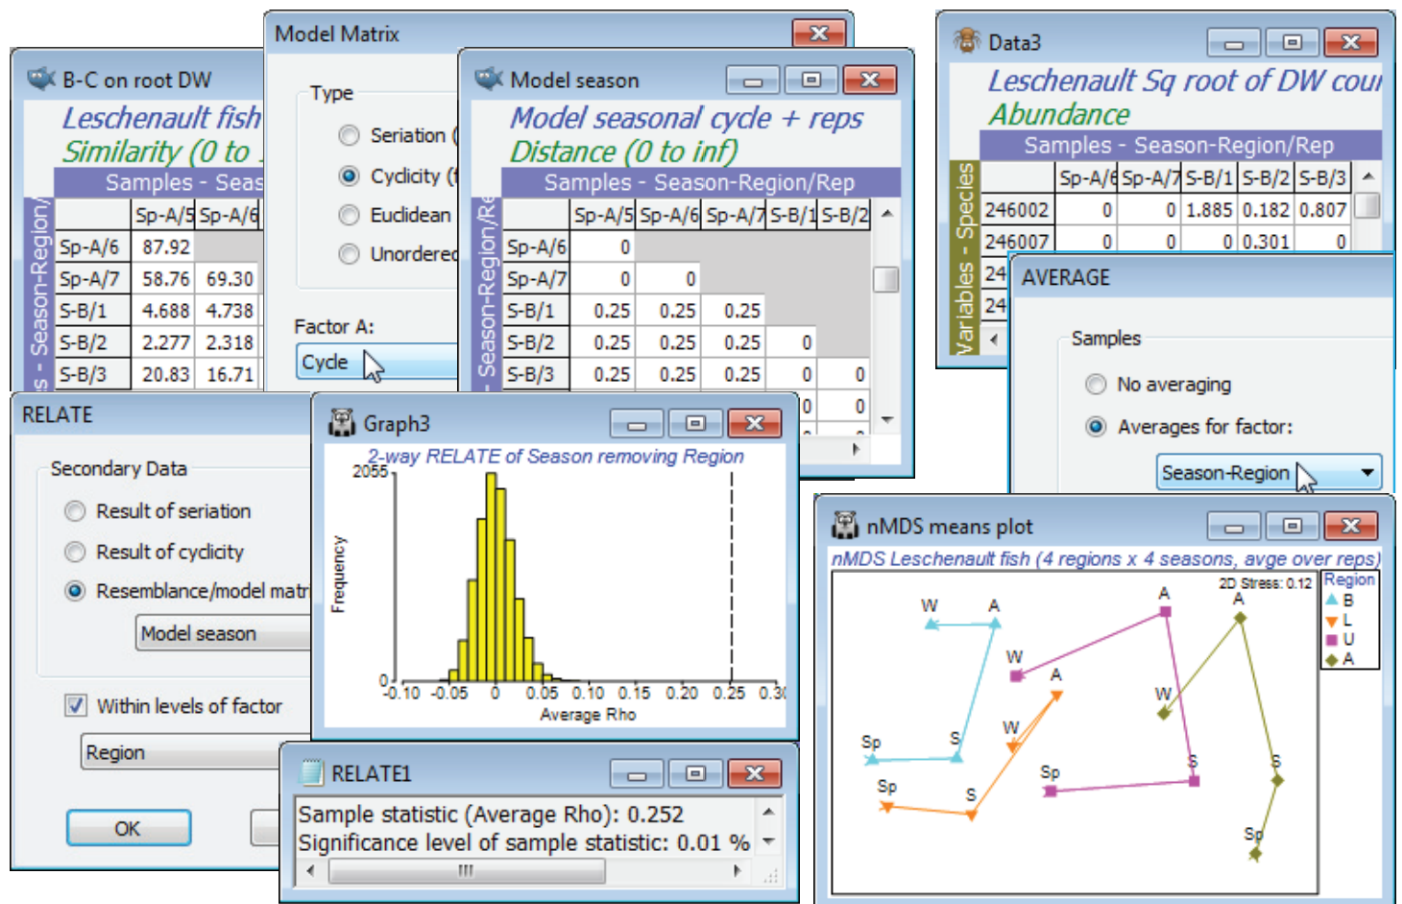 B-C on root DW
Leschenault fish
Similarity (0 to
Samples - Seas
Sp-A/5 Sp-A/6
Sp-A/6 87.92
Sp-A/7 58.76 69.30
S-B/1 4.688 4.738
S-B/2 2.277 2.318
S-B/3 20.83 16.71
s - Season-Region/
Model Matrix
Type
Seriation (
Cyclicity (
Euclidean
Unordered
Factor A:
Cycle
Model season
Model seasonal cycle + reps
Distance (0 to inf)
Samples - Season-Region/Rep
Sp-A/5 Sp-A/6 Sp-A/7 S-B/1 S-B/2
Sp-A/6 0
Sp-A/7 0 0
S-B/1 0.25 0.25 0.25
S-B/2 0.25 0.25 0.25 0
S-B/3 0.25 0.25 0.25 0 0
0 0
- Season-Region/Re
Data3
Leschenault Sq root of DW cour
Abundance
Samples - Season-Region/Rep
Sp-A/6 Sp-A/7 S-B/1 S-B/2 S-B/3
246002 0 0 1.885 0.182 0.807
246007 0 0 0 0.301 0
24
24
Variables - Species
AVERAGE
Samples
No averaging
Averages for factor:
Season-Region
RELATE
Secondary Data
Result of seriation
Result of cyclicity
Resemblance/model matri
Model season
Within levels of factor
Region
OK
Graph3
2-way RELATE of Season removing Region
2055
Frequency
0
-0.10 -0.05 0 0.05 0.10 0.15 0.20 0.25 0.30
Average Rho
RELATE1
Sample statistic (Average Rho): 0.252
Significance level of sample statistic: 0.01 %
nMDS means plot
nMDS Leschenault fish (4 regions x 4 seasons, avge over reps)
2D Stress: 0.12
Region
B
L
U
A
W A A A
W A
W
W
Sp S
Sp S
Sp S
S
Sp